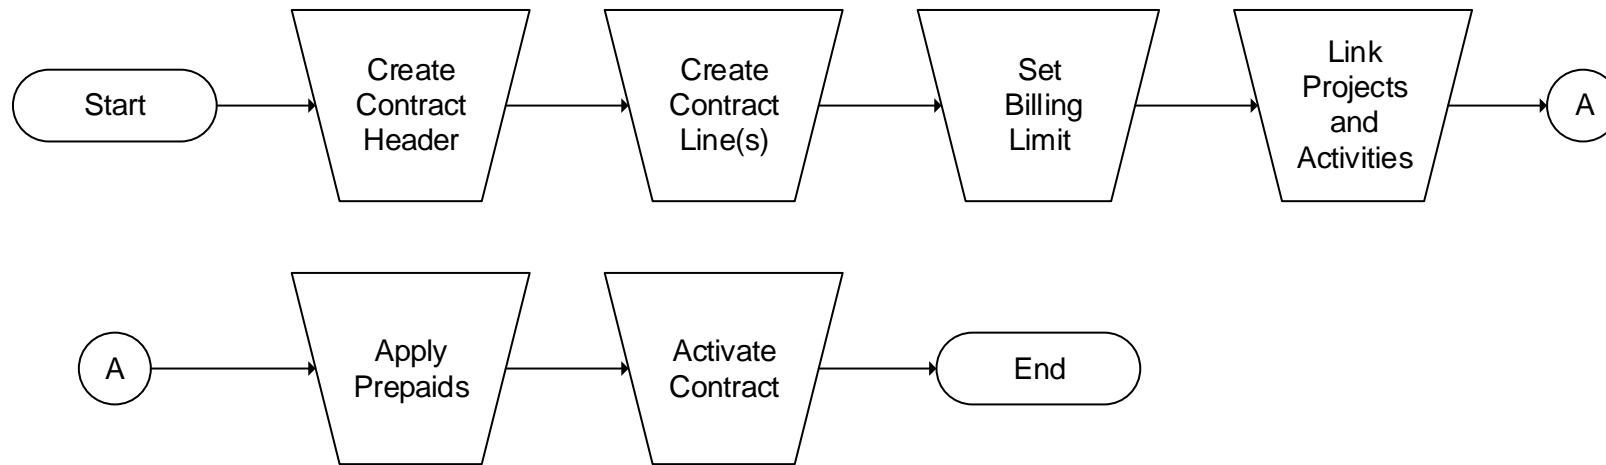 Start
Create
Contract
Header
Create
Contract
Line(s)
Set
Billing
Limit
Link
Projects
and
Activities
A
A
Apply
Prepaids
Activate
Contract
End